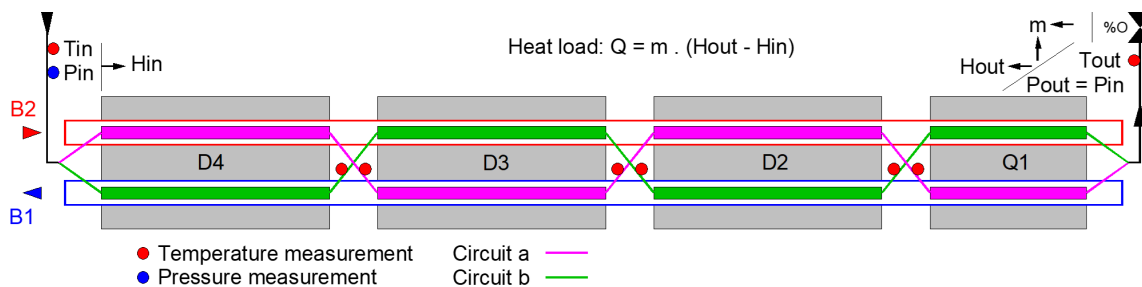 Tin
Pin
Hin
Heat load: Q = m . (Hout - Hin)
m
%O
Hout
Tout
Pout = Pin
B2
D4
D3
D2
Q1
B1
Temperature measurement
Pressure measurement
Circuit a
Circuit b